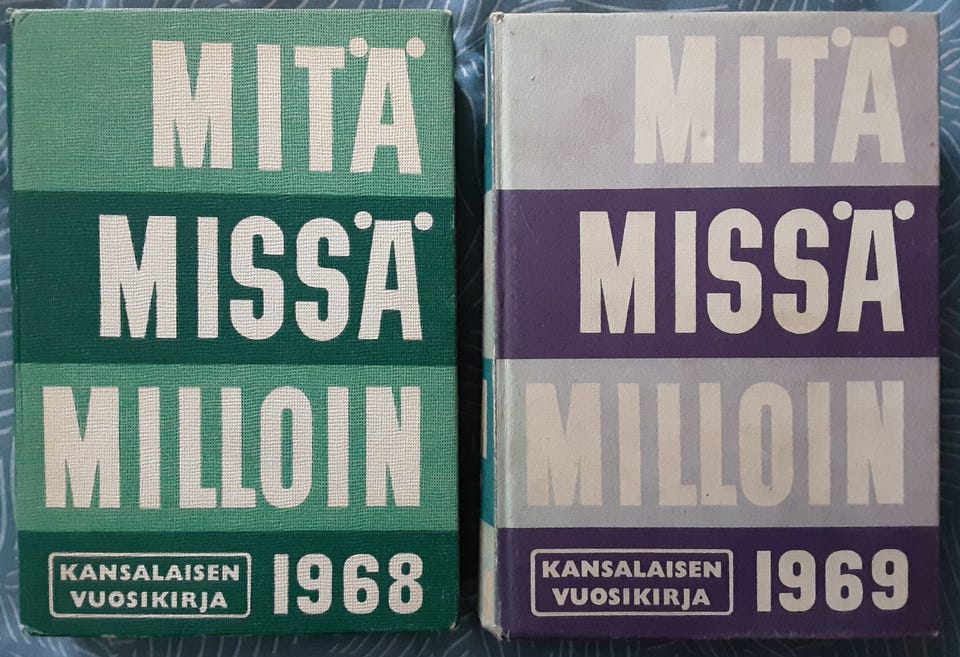 MITÄ
MISSÄ
MILLOIN
KANSALAISEN
VUOSIKIRJA
1968
MITÄ
MISSÄ
MILLOIN
KANSALAISEN
VUOSIKIRJA
1969